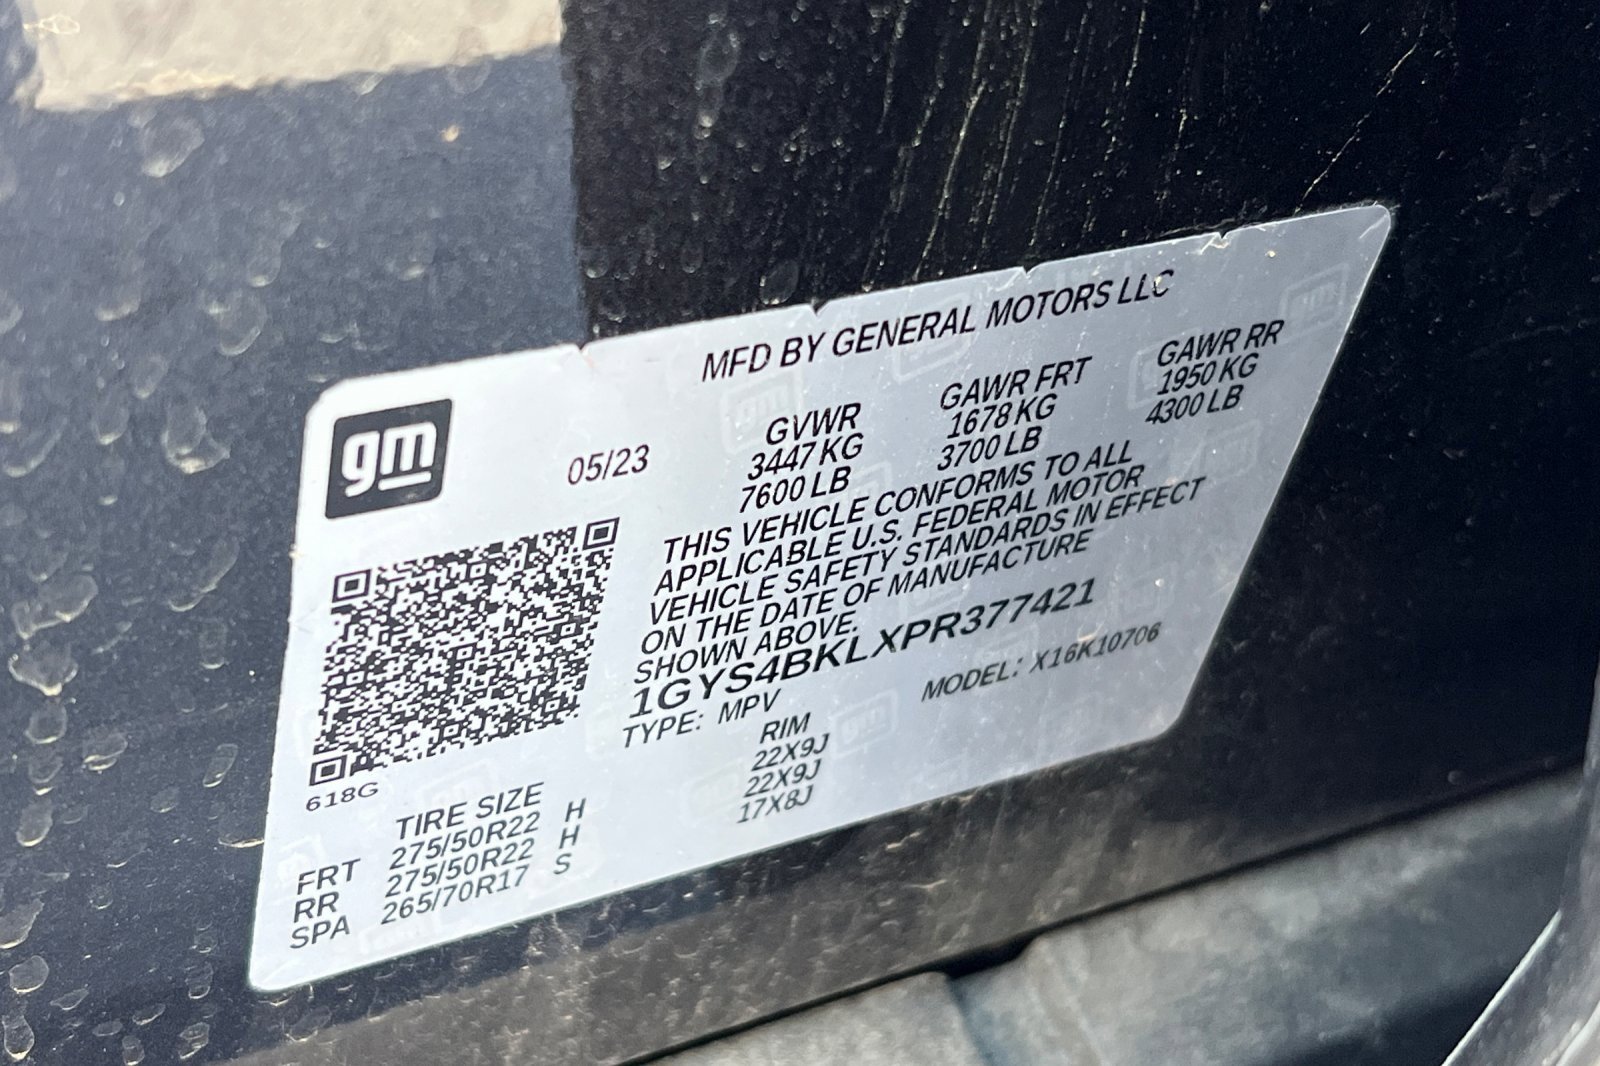 MFD BY GENERAL MOTORS LLC
gm
05/23
GVWR GAWR FRT GAWR RR
3447 KG 1678 KG 1950 KG
7600 LB 3700 LB 4300 LB
THIS VEHICLE CONFORMS TO ALL
APPLICABLE U.S. FEDERAL MOTOR
VEHICLE SAFETY STANDARDS IN EFFECT
ON THE DATE OF MANUFACTURE
SHOWN ABOVE.
1GYS4BKLXPR377421
TYPE: MPV MODEL: X16K10706
618G
TIRE SIZE RIM
FRT 275/50R22 H 22X9J
RR 275/50R22 H 22X9J
SPA 265/70R17 S 17X8J